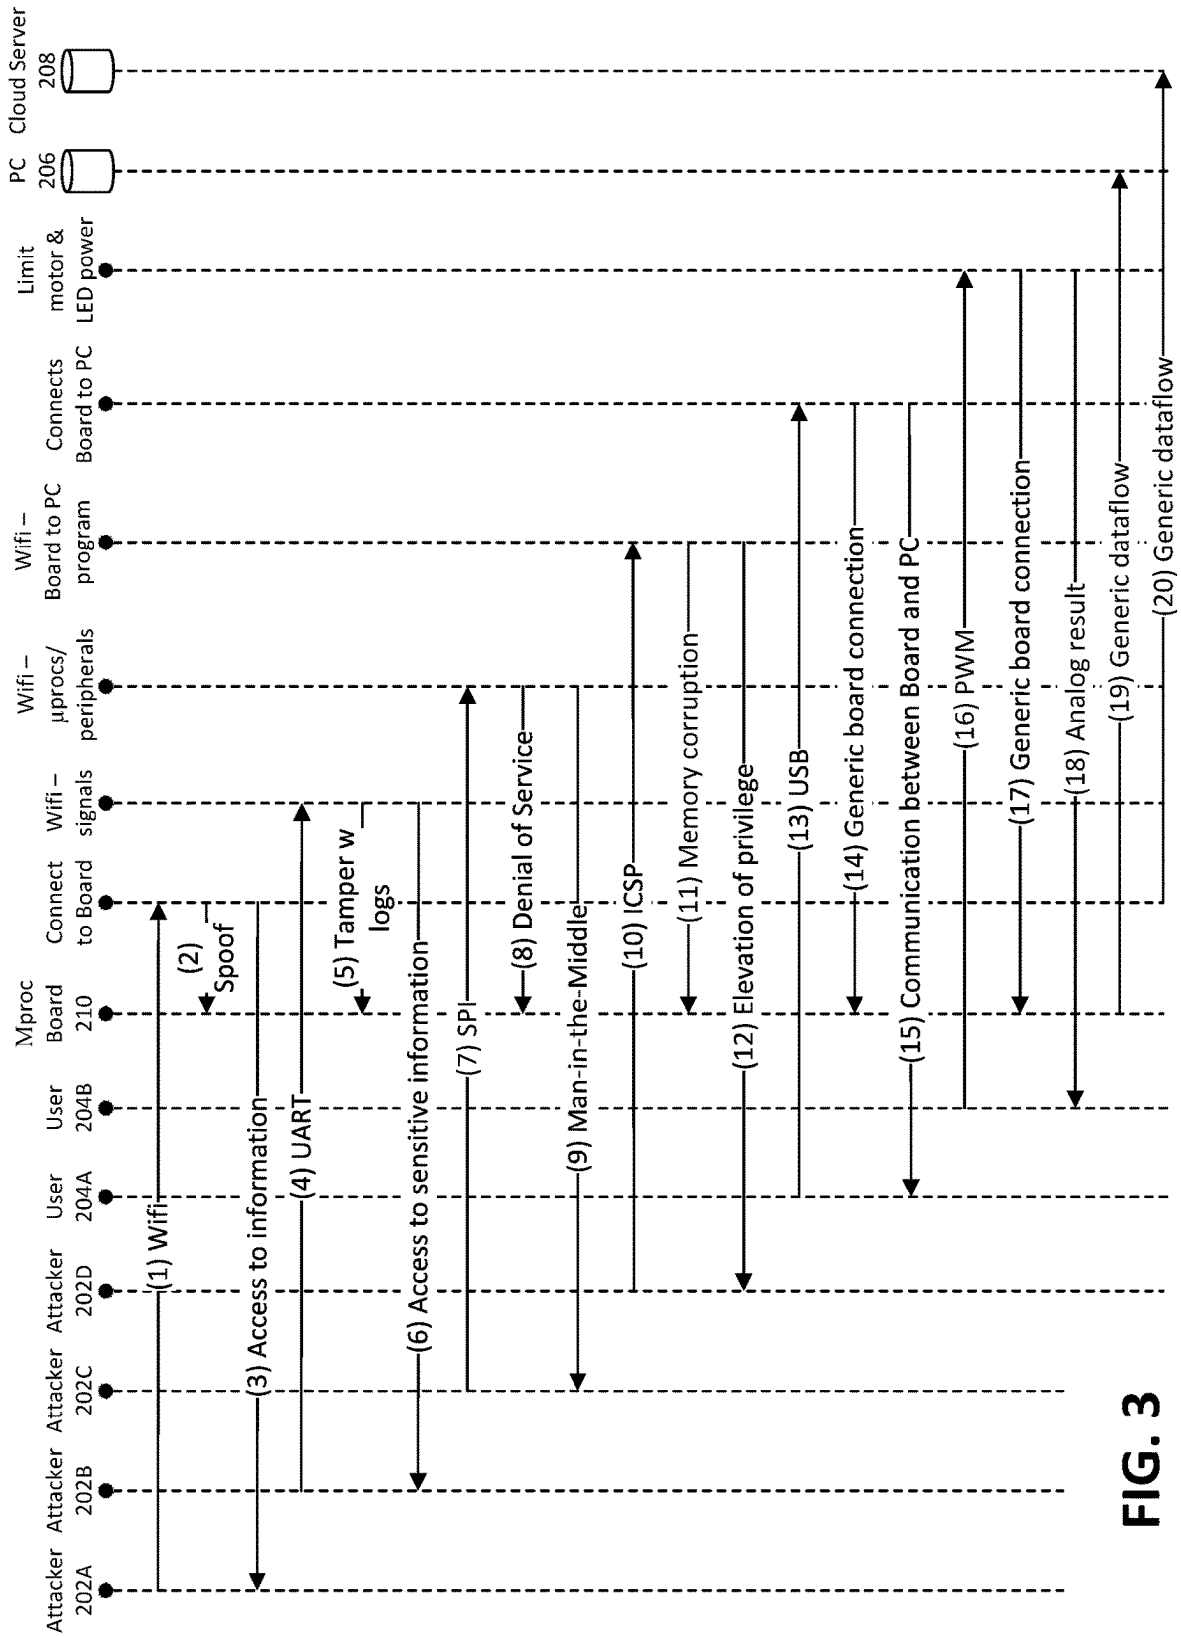 Attacker
202A
Attacker
202B
Attacker
202C
Attacker
202D
User
204A
User
204B
Mproc
Board
210
Connect
to Board
Wifi –
signals
Wifi –
μprocs/
peripherals
Wifi –
Board to PC
program
Connects
Board to PC
Limit
motor &
LED power
PC
206
Cloud Server
208
(1) Wifi
(2)
Spoof
(3) Access to information
(4) UART
(5) Tamper w
logs
(6) Access to sensitive information
(7) SPI
(8) Denial of Service
(9) Man-in-the-Middle
(10) ICSP
(11) Memory corruption
(12) Elevation of privilege
(13) USB
(14) Generic board connection
(15) Communication between Board and PC
(16) PWM
(17) Generic board connection
(18) Analog result
(19) Generic dataflow
(20) Generic dataflow
FIG. 3